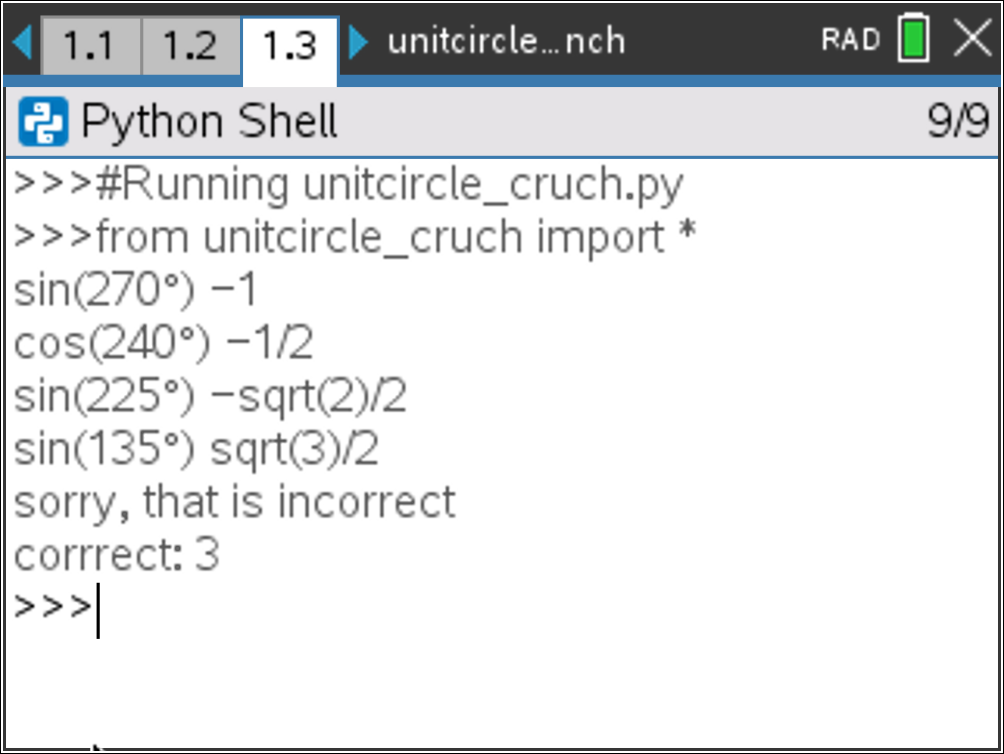 1.1 1.2 1.3 unitcircle...nch RAD
Python Shell 9/9
>>>#Running unitcircle_cruch.py
>>>from unitcircle_cruch import *
sin(270°) −1
cos(240°) −1/2
sin(225°) −sqrt(2)/2
sin(135°) sqrt(3)/2
sorry, that is incorrect
corrrect: 3
>>>